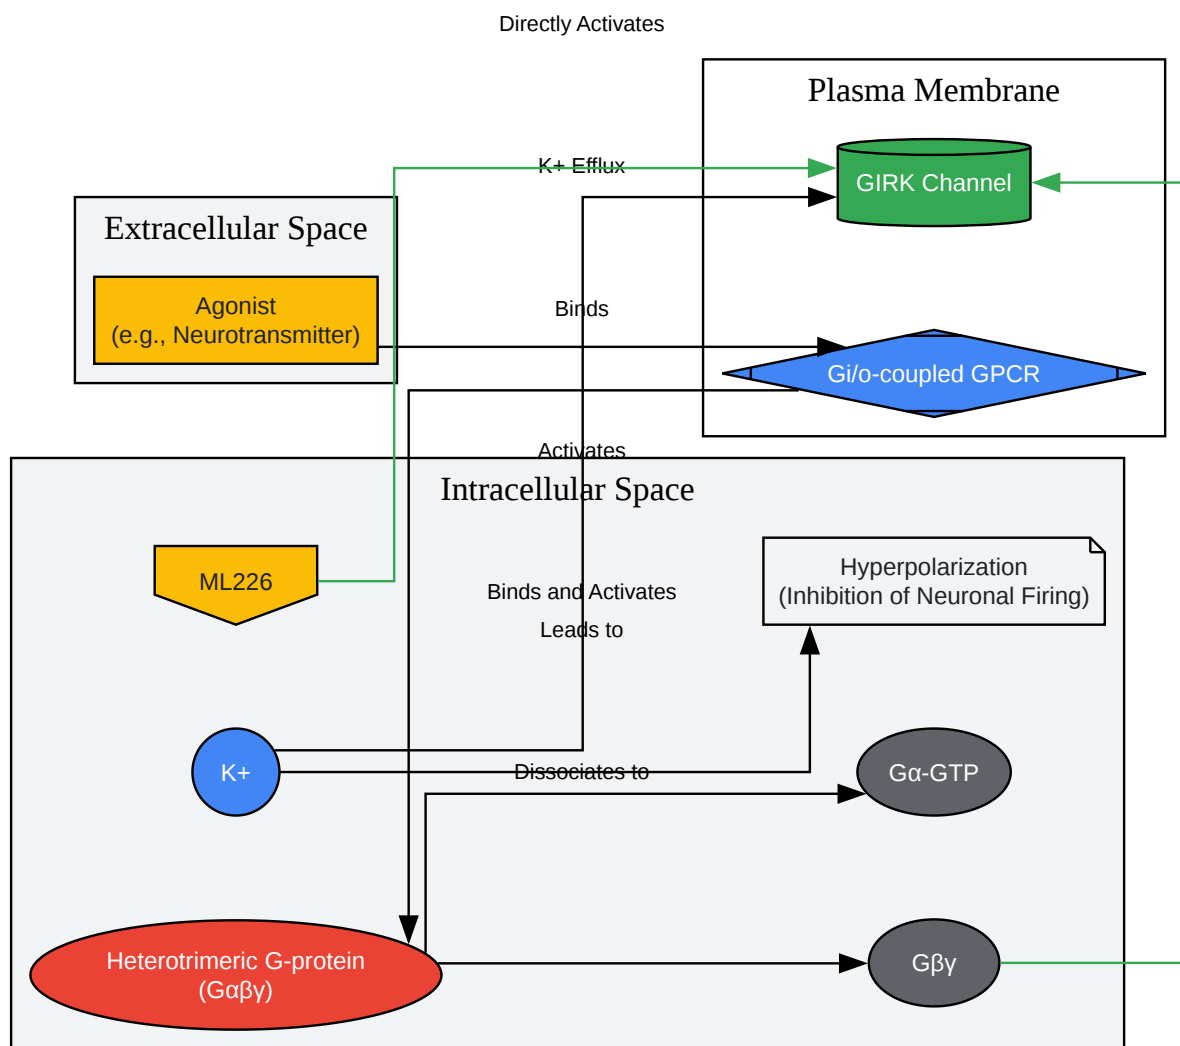 Directly Activates
Plasma Membrane
K+ Efflux
GIRK Channel
Extracellular Space
Agonist
(e.g., Neurotransmitter)
Binds
Gi/o-coupled GPCR
Activates
Intracellular Space
ML226
Binds and Activates
Leads to
Hyperpolarization
(Inhibition of Neuronal Firing)
K+
Dissociates to
Gα-GTP
Heterotrimeric G-protein
(Gαβγ)
Gβγ